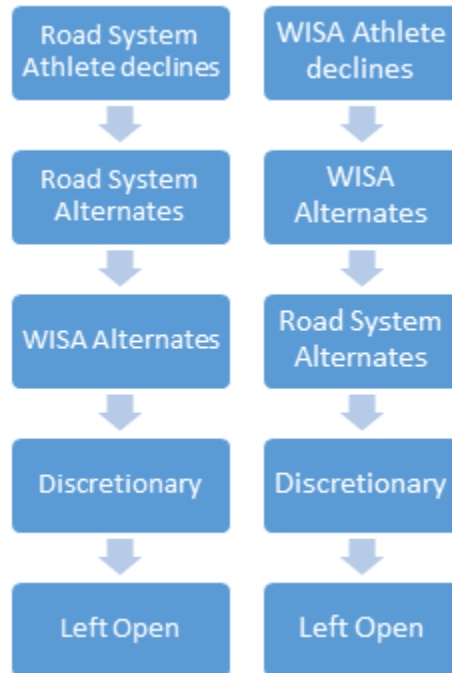 Road System
Athlete declines
Road System
Alternates
WISA Alternates
Discretionary
Left Open
WISA Athlete
declines
WISA
Alternates
Road System
Alternates
Discretionary
Left Open